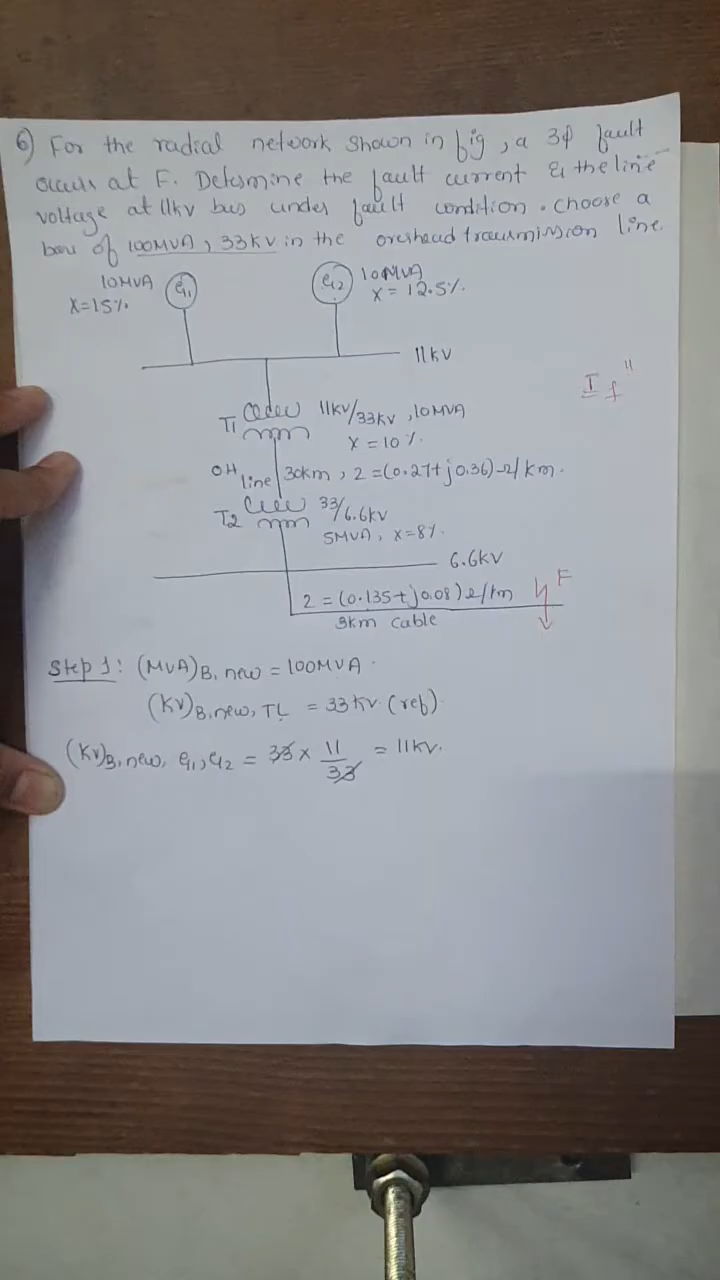 6) For the radial network shown in fig, a 3φ fault
occurs at F. Determine the fault current & the line
voltage at 11kv bus under fault condition. choose a
base of 100MVA, 33KV in the overhead transmission line.
10MVA
X=15%
G1
G2
10MVA
X= 12.5%
11KV
I f "
T1
11KV/33KV, 10MVA
X=10%.
OH line
30km, Z=(0.27+j0.36)Ω/km.
T2
33/6.6kv
5MVA, X=8%.
6.6KV
Z=(0.135+j0.08)Ω/km
F
3km cable
Step 1: (MVA)B, new = 100MVA.
(KV)B, new, TL = 33KV. (ref)
(KV)B, new, G1, G2 = 33 x 11/33 = 11KV.